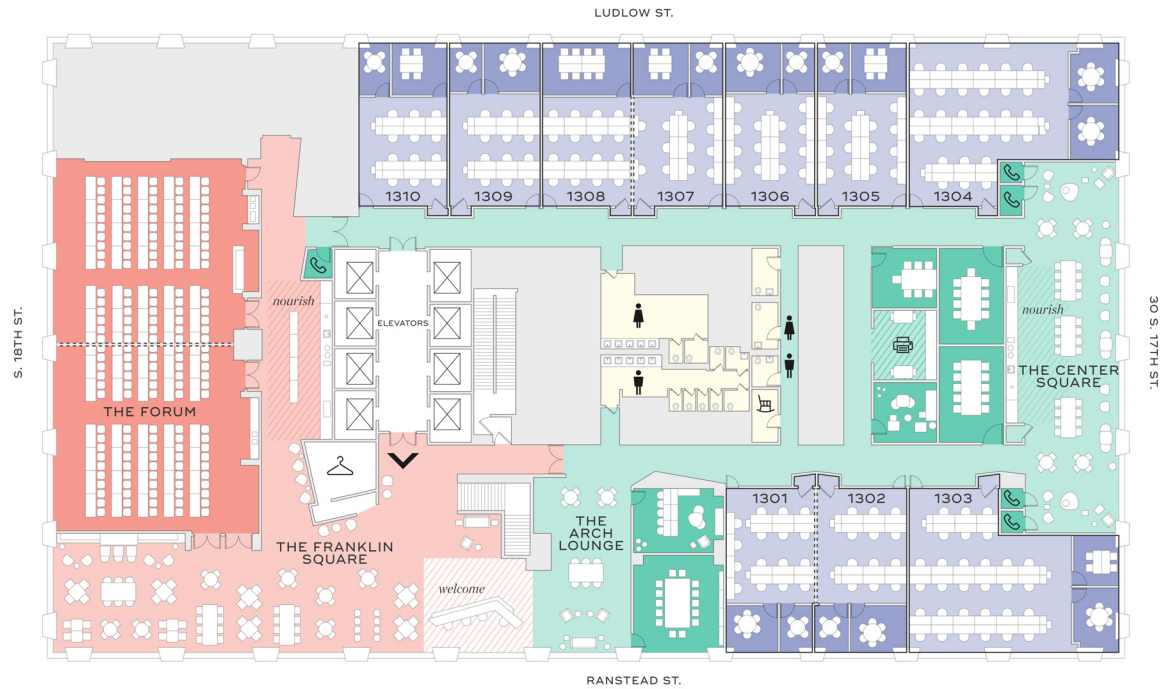 LUDLOW ST.
1310
1309
1308
1307
1306
1305
1304
nourish
ELEVATORS
S. 18TH ST.
30 S. 17TH ST.
nourish
THE CENTER
SQUARE
THE FORUM
1301
1302
1303
THE
ARCH
LOUNGE
THE FRANKLIN
SQUARE
welcome
RANSTEAD ST.